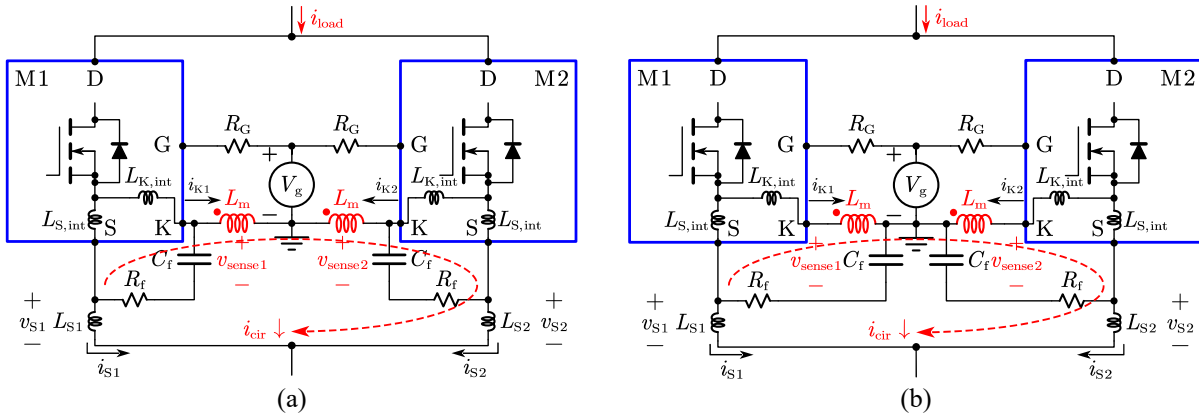 i_load
M1
D
D
M2
R_G
R_G
G
G
+
V_g
−
L_K,int
L_K,int
i_K1
L_m
L_m
i_K2
L_S,int
S
K
K
S
L_S,int
+
+
v_sense1
v_sense2
−
−
C_f
C_f
R_f
R_f
+
v_S1
−
L_S1
i_cir ↓
L_S2
+
v_S2
−
i_S1
i_S2
(a)
i_load
M1
D
D
M2
R_G
R_G
G
G
+
V_g
−
L_K,int
L_K,int
i_K1
L_m
L_m
i_K2
L_S,int
S
K
K
S
L_S,int
+
+
v_sense1
C_f
C_f
v_sense2
−
−
R_f
R_f
+
v_S1
−
L_S1
i_cir ↓
L_S2
+
v_S2
−
i_S1
i_S2
(b)